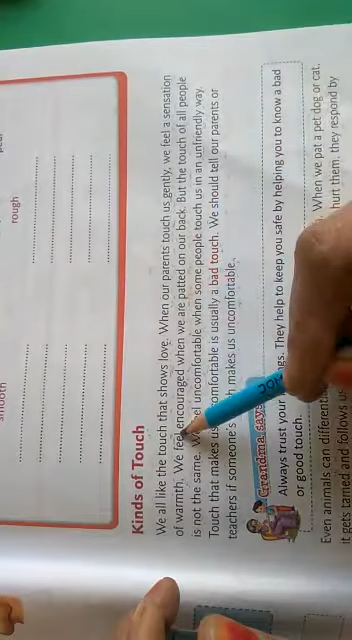 smooth
rough
Kinds of Touch
We all like the touch that shows love. When our parents touch us gently, we feel a sensation
of warmth. We feel encouraged when we are patted on our back. But the touch of all people
is not the same. uncomfortable when some people touch us in an unfriendly way.
Touch that makes us comfortable is usually a bad touch. We should tell our parents or
teachers if someone's makes us uncomfortable.
Grandma says
Always trust your They help to keep you safe by helping you to know a bad
or good touch.
Even animals can When we pat a pet dog or cat,
it gets tamed and follows hurt them, they respond by